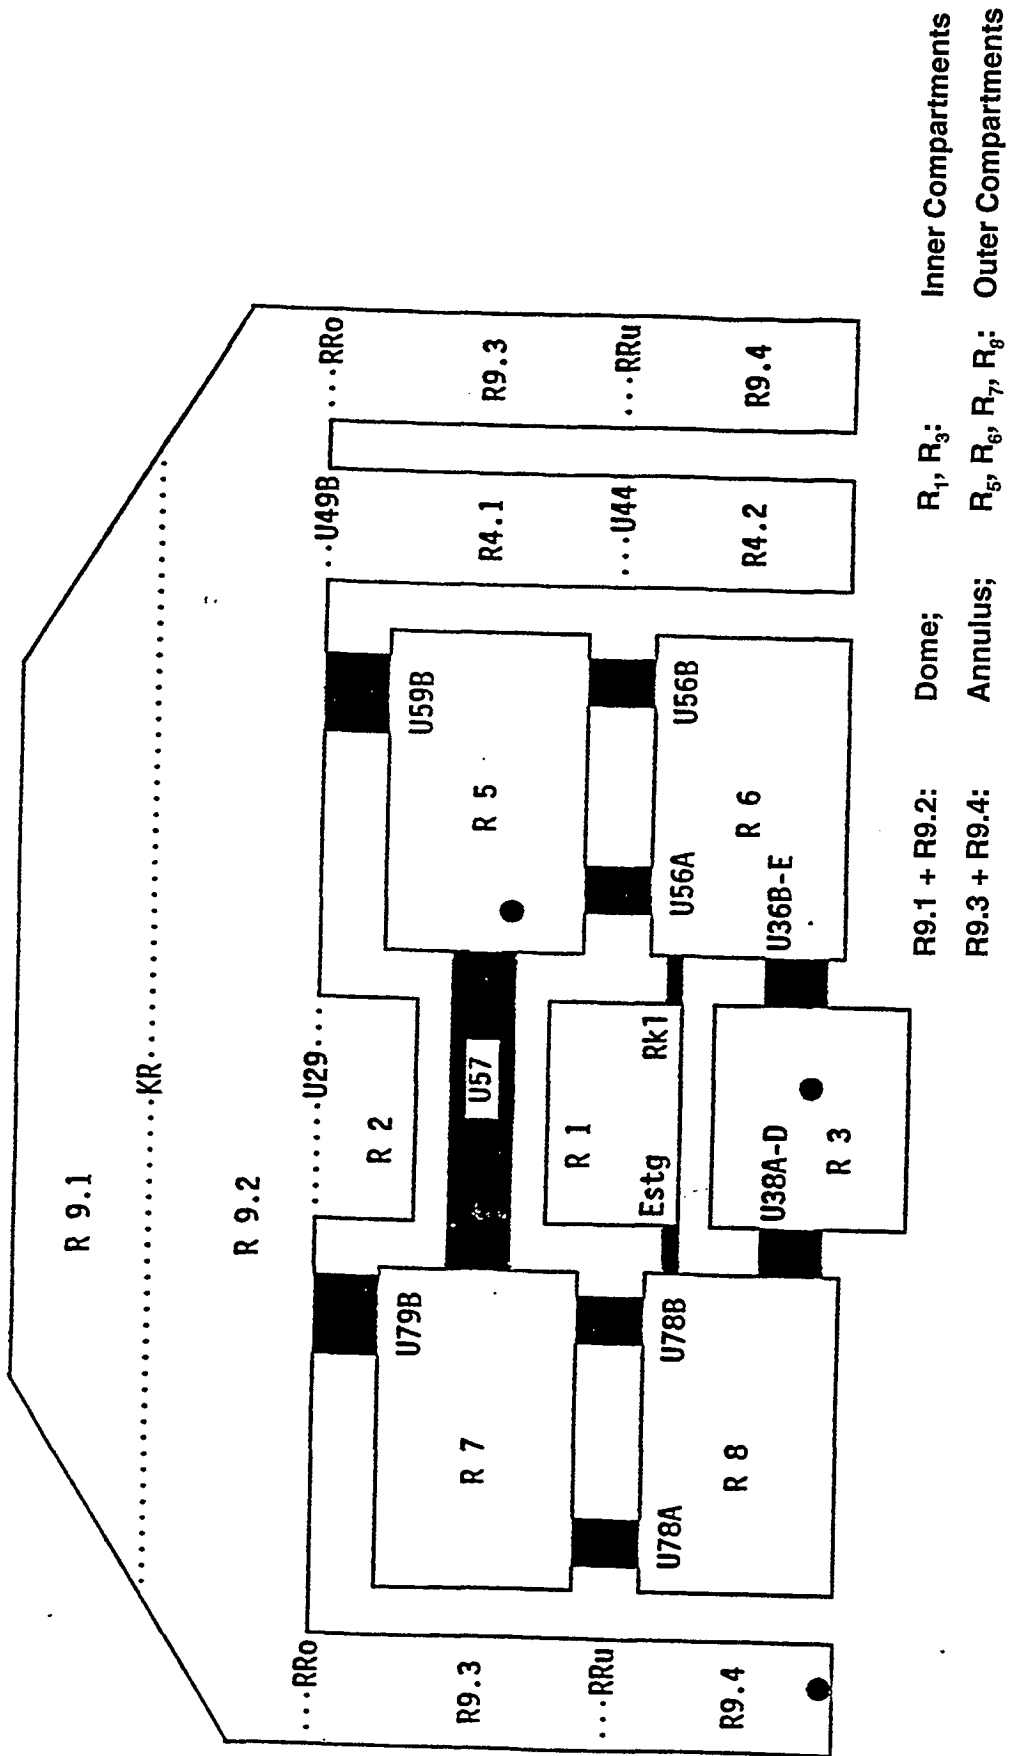 R 9.1
KR
R 9.2
...RRo U29 ..U49B ...RRo
R 2
U79B U59B
R9.3 R 7 U57 R 5 R4.1 R9.3
R 1
...RRu ...U44 ...RRu
U78A U78B Estg Rk1 U56A U56B
R9.4 R 8 R 6 R4.2 R9.4
U38A-D U36B-E
R 3
R9.1 + R9.2: Dome; R₁, R₃: Inner Compartments
R9.3 + R9.4: Annulus; R₅, R₆, R₇, R₈: Outer Compartments